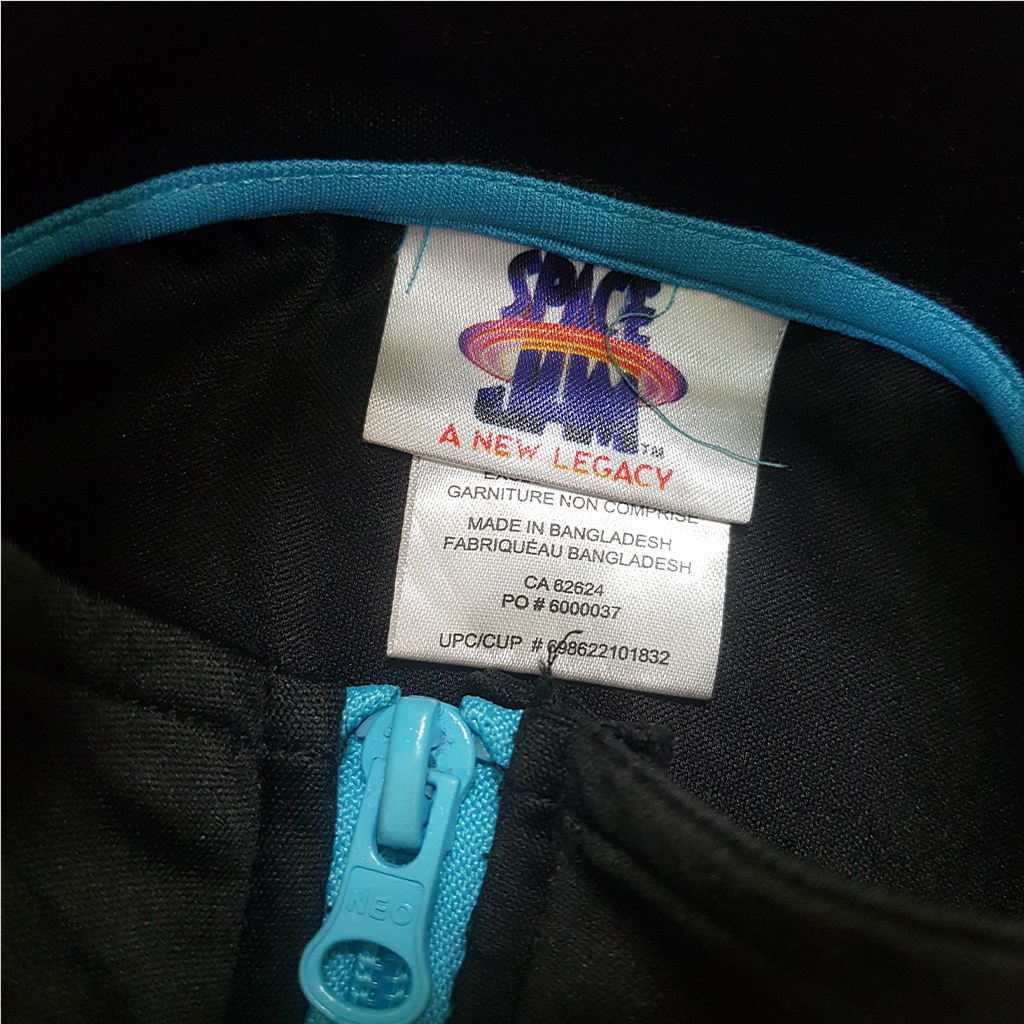 SPACE
JAM™
A NEW LEGACY
GARNITURE NON COMPRISE
MADE IN BANGLADESH
FABRIQUÉAU BANGLADESH
CA 62624
PO # 6000037
UPC/CUP # 698622101832
NEO